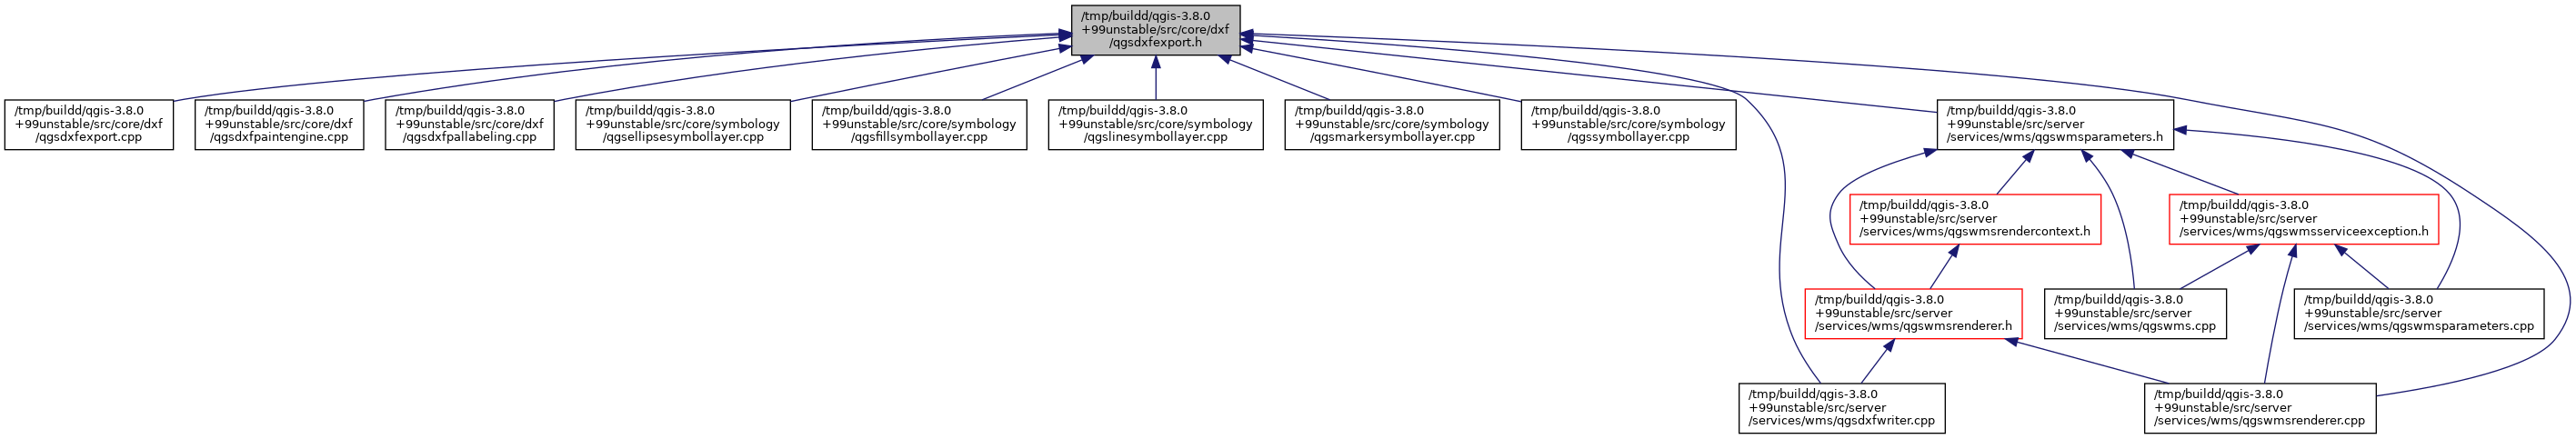 /tmp/buildd/qgis-3.8.0
+99unstable/src/core/dxf
/qgsdxfexport.h
/tmp/buildd/qgis-3.8.0
+99unstable/src/core/dxf
/qgsdxfexport.cpp
/tmp/buildd/qgis-3.8.0
+99unstable/src/core/dxf
/qgsdxfpaintengine.cpp
/tmp/buildd/qgis-3.8.0
+99unstable/src/core/dxf
/qgsdxfpallabeling.cpp
/tmp/buildd/qgis-3.8.0
+99unstable/src/core/symbology
/qgsellipsesymbollayer.cpp
/tmp/buildd/qgis-3.8.0
+99unstable/src/core/symbology
/qgsfillsymbollayer.cpp
/tmp/buildd/qgis-3.8.0
+99unstable/src/core/symbology
/qgslinesymbollayer.cpp
/tmp/buildd/qgis-3.8.0
+99unstable/src/core/symbology
/qgsmarkersymbollayer.cpp
/tmp/buildd/qgis-3.8.0
+99unstable/src/core/symbology
/qgssymbollayer.cpp
/tmp/buildd/qgis-3.8.0
+99unstable/src/server
/services/wms/qgswmsparameters.h
/tmp/buildd/qgis-3.8.0
+99unstable/src/server
/services/wms/qgswmsrendercontext.h
/tmp/buildd/qgis-3.8.0
+99unstable/src/server
/services/wms/qgswmsserviceexception.h
/tmp/buildd/qgis-3.8.0
+99unstable/src/server
/services/wms/qgswmsrenderer.h
/tmp/buildd/qgis-3.8.0
+99unstable/src/server
/services/wms/qgswms.cpp
/tmp/buildd/qgis-3.8.0
+99unstable/src/server
/services/wms/qgswmsparameters.cpp
/tmp/buildd/qgis-3.8.0
+99unstable/src/server
/services/wms/qgsdxfwriter.cpp
/tmp/buildd/qgis-3.8.0
+99unstable/src/server
/services/wms/qgswmsrenderer.cpp